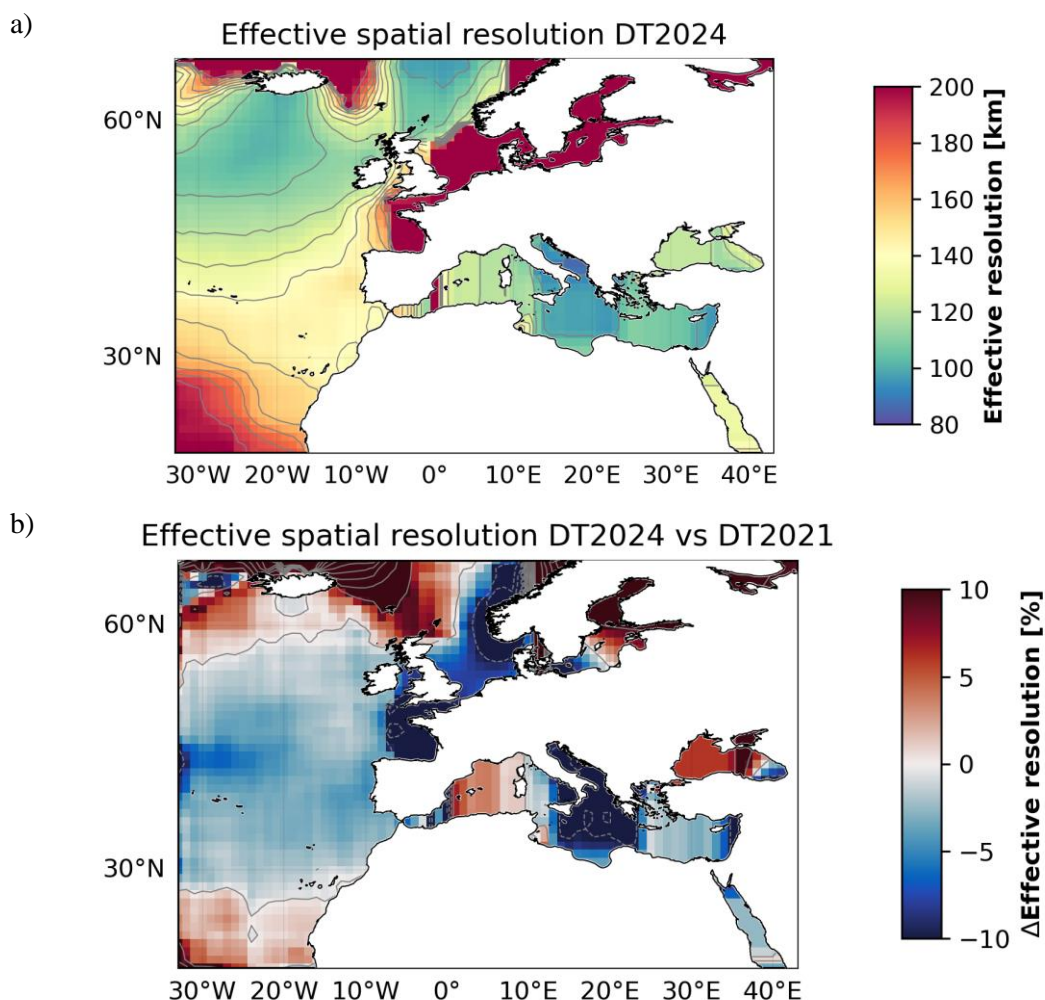 a)
Effective spatial resolution DT2024
60°N
30°N
30°W 20°W 10°W 0° 10°E 20°E 30°E 40°E
200
180
160
140
120
100
80
Effective resolution [km]
b)
Effective spatial resolution DT2024 vs DT2021
60°N
30°N
30°W 20°W 10°W 0° 10°E 20°E 30°E 40°E
10
5
0
−5
−10
ΔEffective resolution [%]